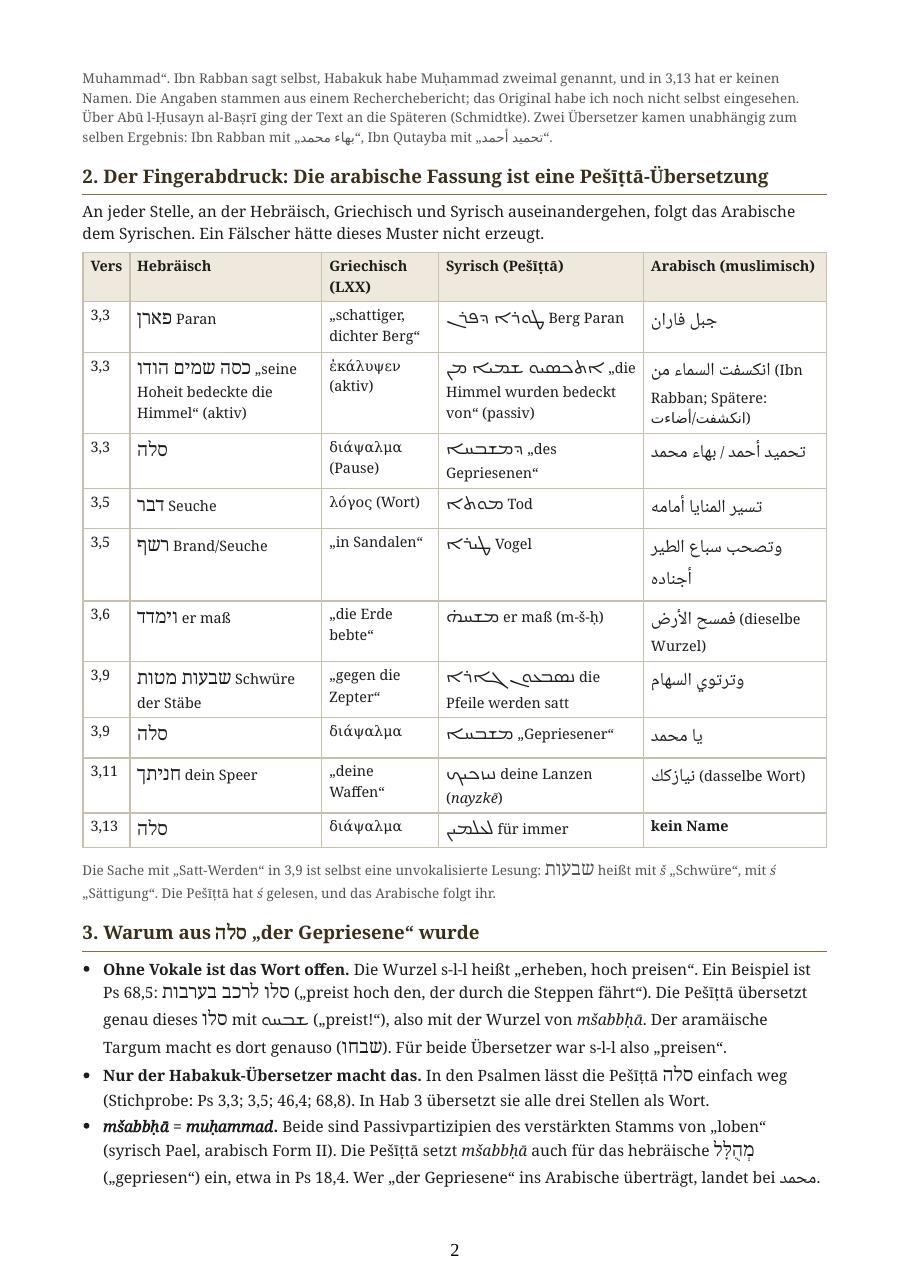 Muhammad“. Ibn Rabban sagt selbst, Habakuk habe Muḥammad zweimal genannt, und in 3,13 hat er keinen
Namen. Die Angaben stammen aus einem Recherchebericht; das Original habe ich noch nicht selbst eingesehen.
Über Abū l-Ḥusayn al-Baṣrī ging der Text an die Späteren (Schmidtke). Zwei Übersetzer kamen unabhängig zum
selben Ergebnis: Ibn Rabban mit „بهاء محمد“, Ibn Qutayba mit „تحميد أحمد“.
2. Der Fingerabdruck: Die arabische Fassung ist eine Pešīṭtā-Übersetzung
An jeder Stelle, an der Hebräisch, Griechisch und Syrisch auseinandergehen, folgt das Arabische
dem Syrischen. Ein Fälscher hätte dieses Muster nicht erzeugt.
Vers Hebräisch Griechisch (LXX) Syrisch (Pešīṭtā) Arabisch (muslimisch)
3,3 פארן Paran „schattiger, dichter Berg“ ܛܘܪܐ ܕܦܪܢ Berg Paran جبل فاران
3,3 כסה שמים הודו „seine Hoheit bedeckte die Himmel“ (aktiv) ἐκάλυψεν (aktiv) ܐܬܟܣܝܘ ܫܡܝܐ ܡܢ „die Himmel wurden bedeckt von“ (passiv) انكسفت السماء من (Ibn Rabban; Spätere: انكشفت/أضاءت)
3,3 סלה διάψαλμα (Pause) ܕܡܫܒܚܐ „des Gepriesenen“ تحميد أحمد / بهاء محمد
3,5 דבר Seuche λόγος (Wort) ܡܘܬܐ Tod تسير المنايا أمامه
3,5 רשף Brand/Seuche „in Sandalen“ ܛܝܪܐ Vogel وتصحب سباع الطير أجناده
3,6 וימדד er maß „die Erde bebte“ ܡܫܚܗ er maß (m-š-ḥ) فمسح الأرض (dieselbe Wurzel)
3,9 שבעות מטות Schwüre der Stäbe „gegen die Zepter“ ܢܣܒܥܘܢ ܓܐܪܐ die Pfeile werden satt وترتوي السهام
3,9 סלה διάψαλμα ܡܫܒܚܐ „Gepriesener“ يا محمد
3,11 חניתך dein Speer „deine Waffen“ ܢܝܙܟܝܟ deine Lanzen (nayzkē) نيازكك (dasselbe Wort)
3,13 סלה διάψαλμα ܠܥܠܡܝܢ für immer kein Name
Die Sache mit „Satt-Werden“ in 3,9 ist selbst eine unvokalisierte Lesung: שבעות heißt mit š „Schwüre“, mit ś
„Sättigung“. Die Pešīṭtā hat ś gelesen, und das Arabische folgt ihr.
3. Warum aus סלה „der Gepriesene“ wurde
• Ohne Vokale ist das Wort offen. Die Wurzel s-l-l heißt „erheben, hoch preisen“. Ein Beispiel ist
Ps 68,5: סלו לרכב בערבות („preist hoch den, der durch die Steppen fährt“). Die Pešīṭtā übersetzt
genau dieses סלו mit ܫܒܚܘ („preist!“), also mit der Wurzel von mšabbḥā. Der aramäische
Targum macht es dort genauso (שבחו). Für beide Übersetzer war s-l-l also „preisen“.
• Nur der Habakuk-Übersetzer macht das. In den Psalmen lässt die Pešīṭtā סלה einfach weg
(Stichprobe: Ps 3,3; 3,5; 46,4; 68,8). In Hab 3 übersetzt sie alle drei Stellen als Wort.
• mšabbḥā = muḥammad. Beide sind Passivpartizipien des verstärkten Stamms von „loben“
(syrisch Pael, arabisch Form II). Die Pešīṭtā setzt mšabbḥā auch für das hebräische מְהֻלָּל
(„gepriesen“) ein, etwa in Ps 18,4. Wer „der Gepriesene“ ins Arabische überträgt, landet bei محمد.
2